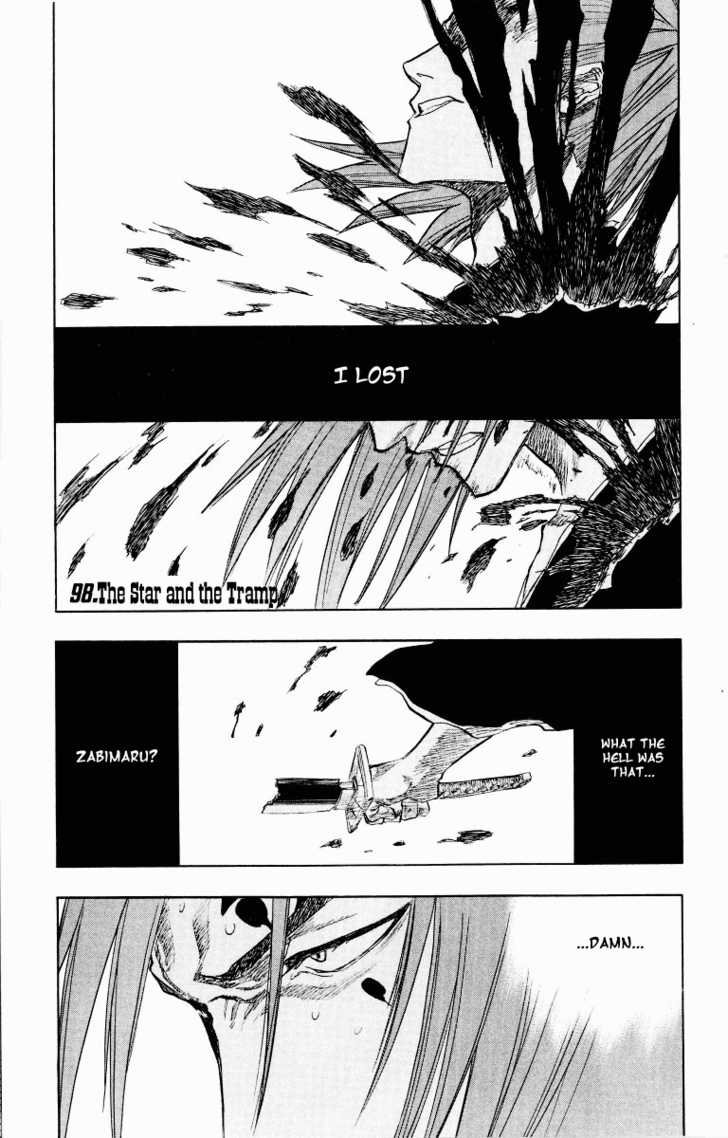 I LOST
98.The Star and the Tramp
WHAT THE
HELL WAS
THAT...
ZABIMARU?
...DAMN...